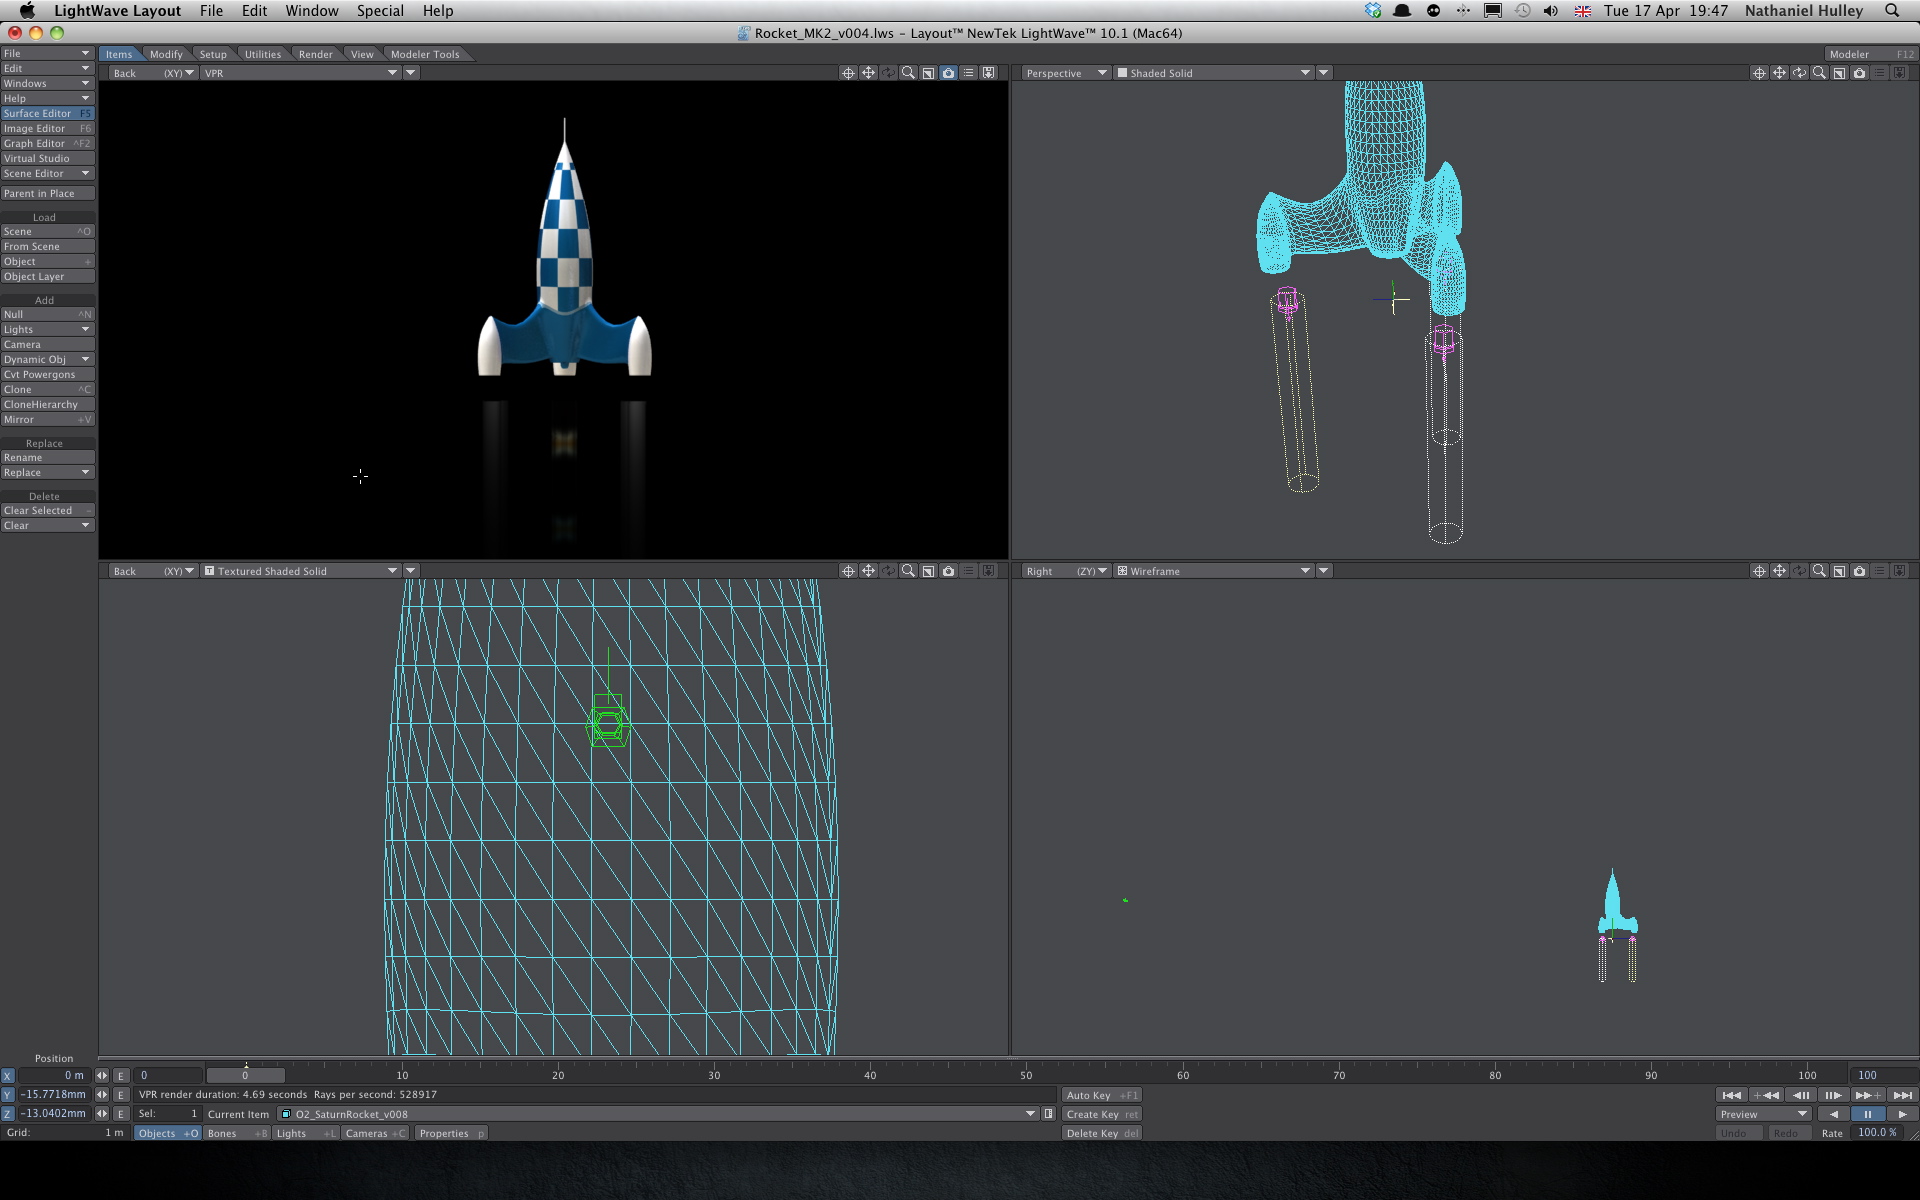 LightWave Layout File Edit Window Special Help Tue 17 Apr 19:47 Nathaniel Hulley
Rocket_MK2_v004.lws – Layout™ NewTek LightWave™ 10.1 (Mac64)
File Items Modify Setup Utilities Render View Modeler Tools Modeler F12
Edit
Windows
Help
Surface Editor F5
Image Editor F6
Graph Editor ^F2
Virtual Studio
Scene Editor
Parent in Place
Load
Scene ^O
From Scene
Object +
Object Layer
Add
Null ^N
Lights
Camera
Dynamic Obj
Cvt Powergons
Clone ^C
CloneHierarchy
Mirror +V
Replace
Rename
Replace
Delete
Clear Selected –
Clear
Back (XY) VPR
Perspective Shaded Solid
Back (XY) T Textured Shaded Solid
Right (ZY) Wireframe
Position
X 0 m E 0 0 10 20 30 40 50 60 70 80 90 100 100
Y -15.7718mm E VPR render duration: 4.69 seconds Rays per second: 528917 Auto Key +F1
Z -13.0402mm E Sel: 1 Current Item O2_SaturnRocket_v008 Create Key ret Preview
Grid: 1 m Objects +O Bones +B Lights +L Cameras +C Properties p Delete Key del Undo Redo Rate 100.0 %